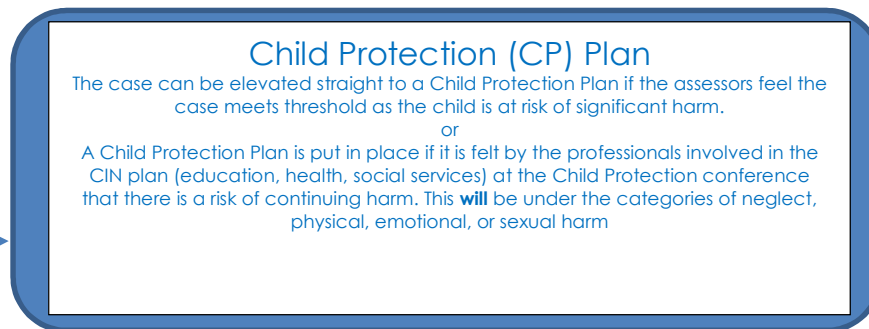 Child Protection (CP) Plan
The case can be elevated straight to a Child Protection Plan if the assessors feel the
case meets threshold as the child is at risk of significant harm.
or
A Child Protection Plan is put in place if it is felt by the professionals involved in the
CIN plan (education, health, social services) at the Child Protection conference
that there is a risk of continuing harm. This will be under the categories of neglect,
physical, emotional, or sexual harm